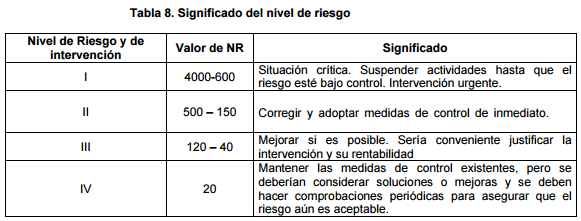 Tabla 8. Significado del nivel de riesgo
Nivel de Riesgo y de
intervención
Valor de NR
Significado
I
4000-600
Situación crítica. Suspender actividades hasta que el
riesgo esté bajo control. Intervención urgente.
II
500 – 150
Corregir y adoptar medidas de control de inmediato.
III
120 – 40
Mejorar si es posible. Sería conveniente justificar la
intervención y su rentabilidad
IV
20
Mantener las medidas de control existentes, pero se
deberían considerar soluciones o mejoras y se deben
hacer comprobaciones periódicas para asegurar que el
riesgo aún es aceptable.